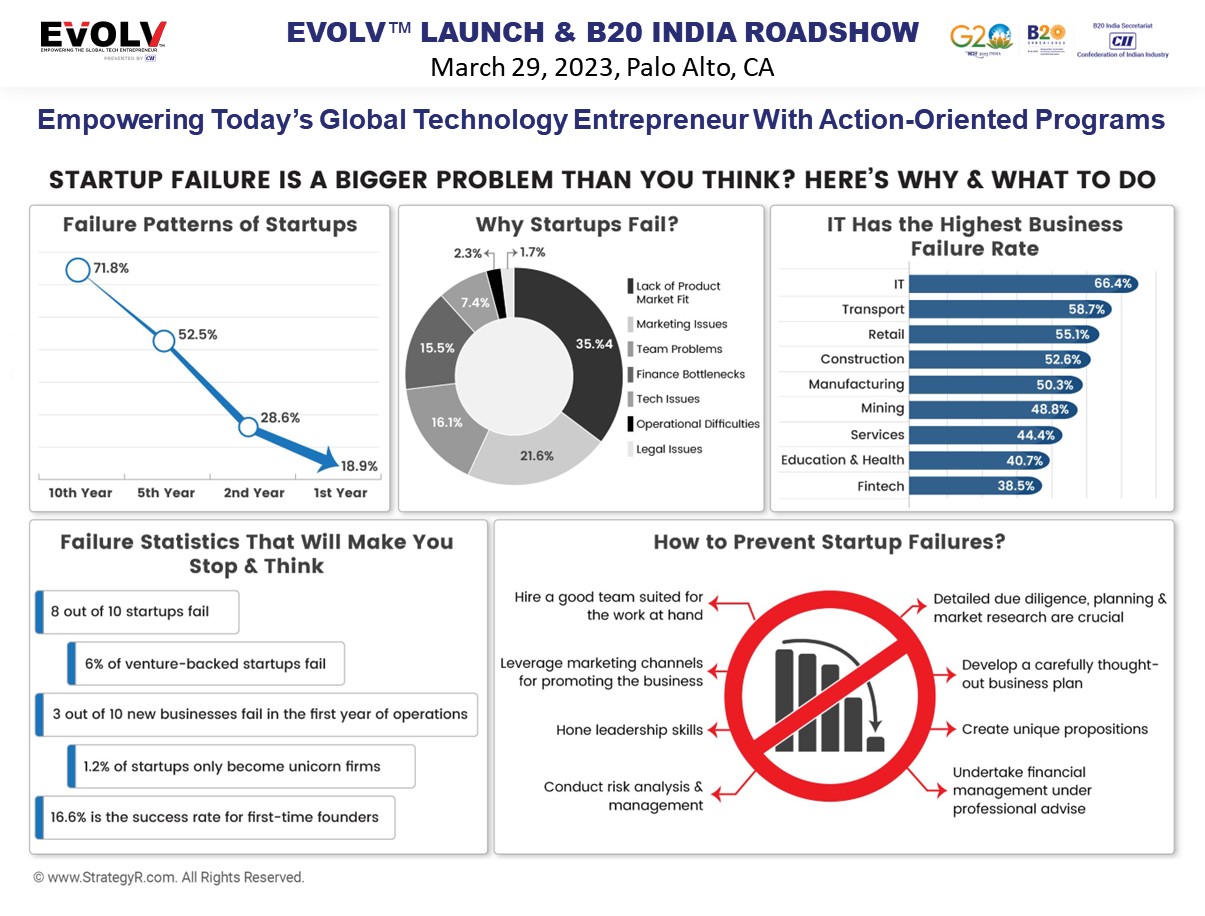 EVOLV™
EMPOWERING THE GLOBAL TECH ENTREPRENEUR
PRESENTED BY CII
EVOLV™ LAUNCH & B20 INDIA ROADSHOW
March 29, 2023, Palo Alto, CA
G20
B20
B20 India Secretariat
CII
Confederation of Indian Industry
Empowering Today's Global Technology Entrepreneur With Action-Oriented Programs
STARTUP FAILURE IS A BIGGER PROBLEM THAN YOU THINK? HERE'S WHY & WHAT TO DO
Failure Patterns of Startups
71.8%
52.5%
28.6%
18.9%
10th Year
5th Year
2nd Year
1st Year
Why Startups Fail?
2.3%
1.7%
7.4%
15.5%
35.%4
16.1%
21.6%
Lack of Product
Market Fit
Marketing Issues
Team Problems
Finance Bottlenecks
Tech Issues
Operational Difficulties
Legal Issues
IT Has the Highest Business
Failure Rate
IT 66.4%
Transport 58.7%
Retail 55.1%
Construction 52.6%
Manufacturing 50.3%
Mining 48.8%
Services 44.4%
Education & Health 40.7%
Fintech 38.5%
Failure Statistics That Will Make You
Stop & Think
8 out of 10 startups fail
6% of venture-backed startups fail
3 out of 10 new businesses fail in the first year of operations
1.2% of startups only become unicorn firms
16.6% is the success rate for first-time founders
How to Prevent Startup Failures?
Hire a good team suited for
the work at hand
Leverage marketing channels
for promoting the business
Hone leadership skills
Conduct risk analysis &
management
Detailed due diligence, planning &
market research are crucial
Develop a carefully thought-
out business plan
Create unique propositions
Undertake financial
management under
professional advise
© www.StrategyR.com. All Rights Reserved.